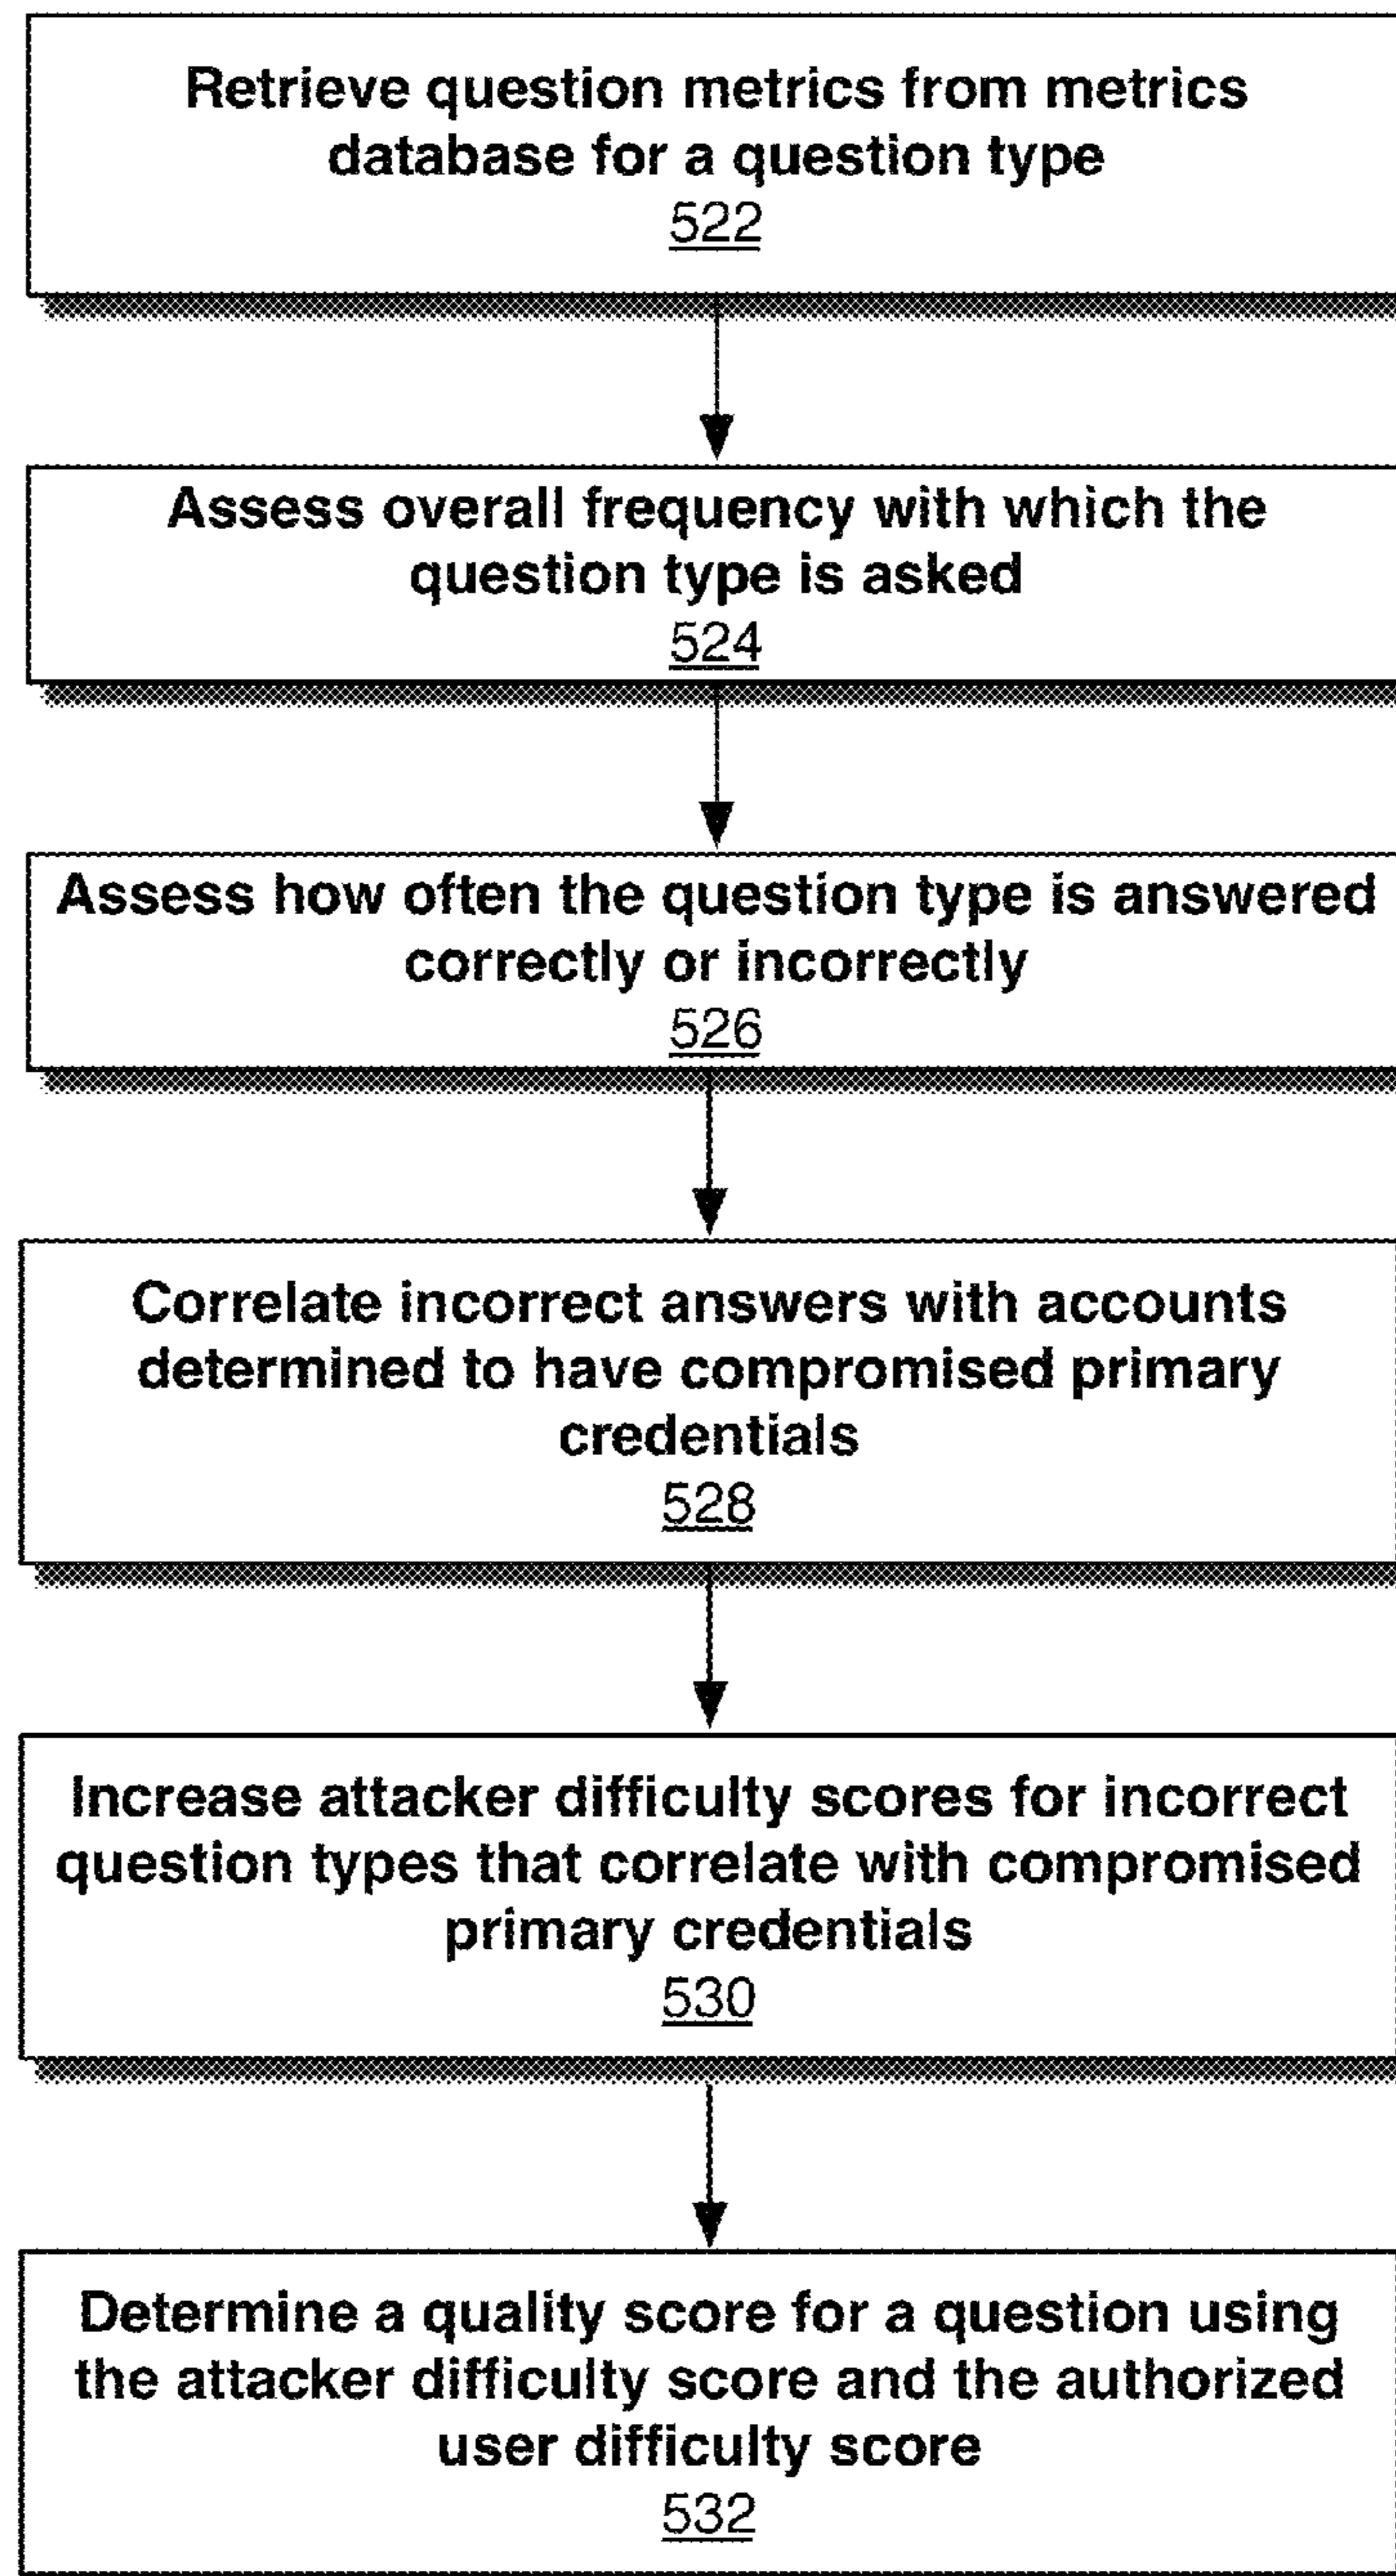 Retrieve question metrics from metrics
database for a question type
522
Assess overall frequency with which the
question type is asked
524
Assess how often the question type is answered
correctly or incorrectly
526
Correlate incorrect answers with accounts
determined to have compromised primary
credentials
528
Increase attacker difficulty scores for incorrect
question types that correlate with compromised
primary credentials
530
Determine a quality score for a question using
the attacker difficulty score and the authorized
user difficulty score
532